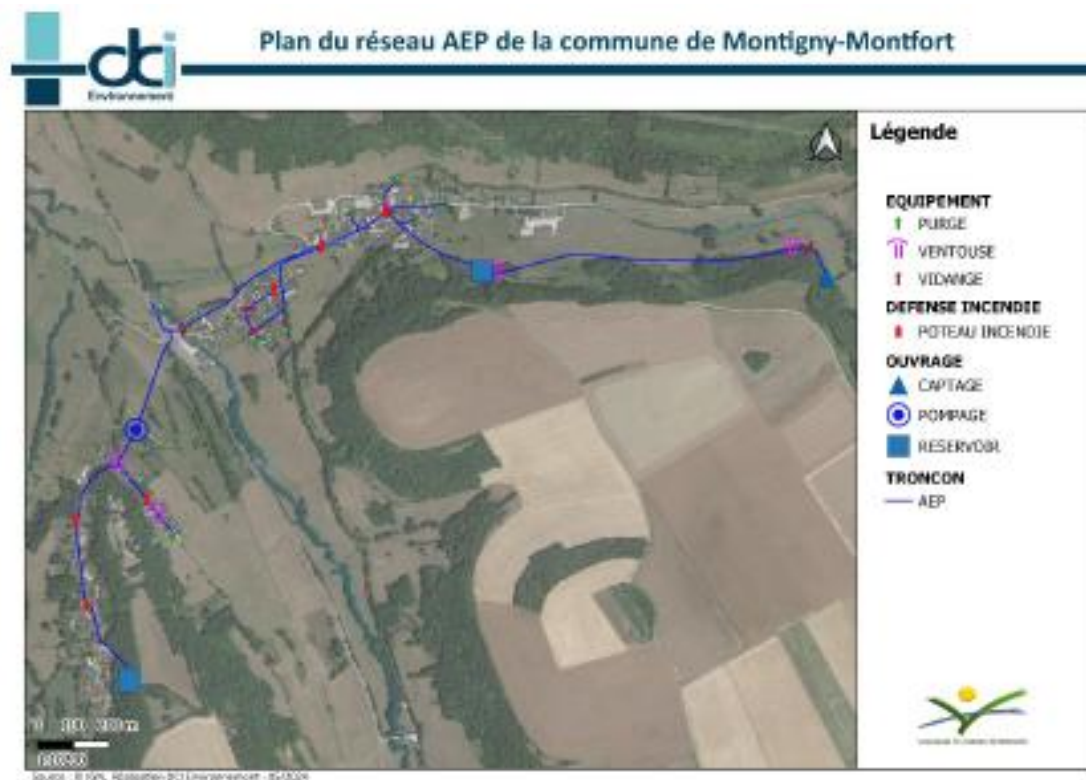 Plan du réseau AEP de la commune de Montigny-Montfort
dci
Environnement
Légende
EQUIPEMENT
PURGE
VENTOUSE
VIDANGE
DEFENSE INCENDIE
POTEAU INCENDIE
OUVRAGE
CAPTAGE
POMPAGE
RESERVOIR
TRONCON
AEP